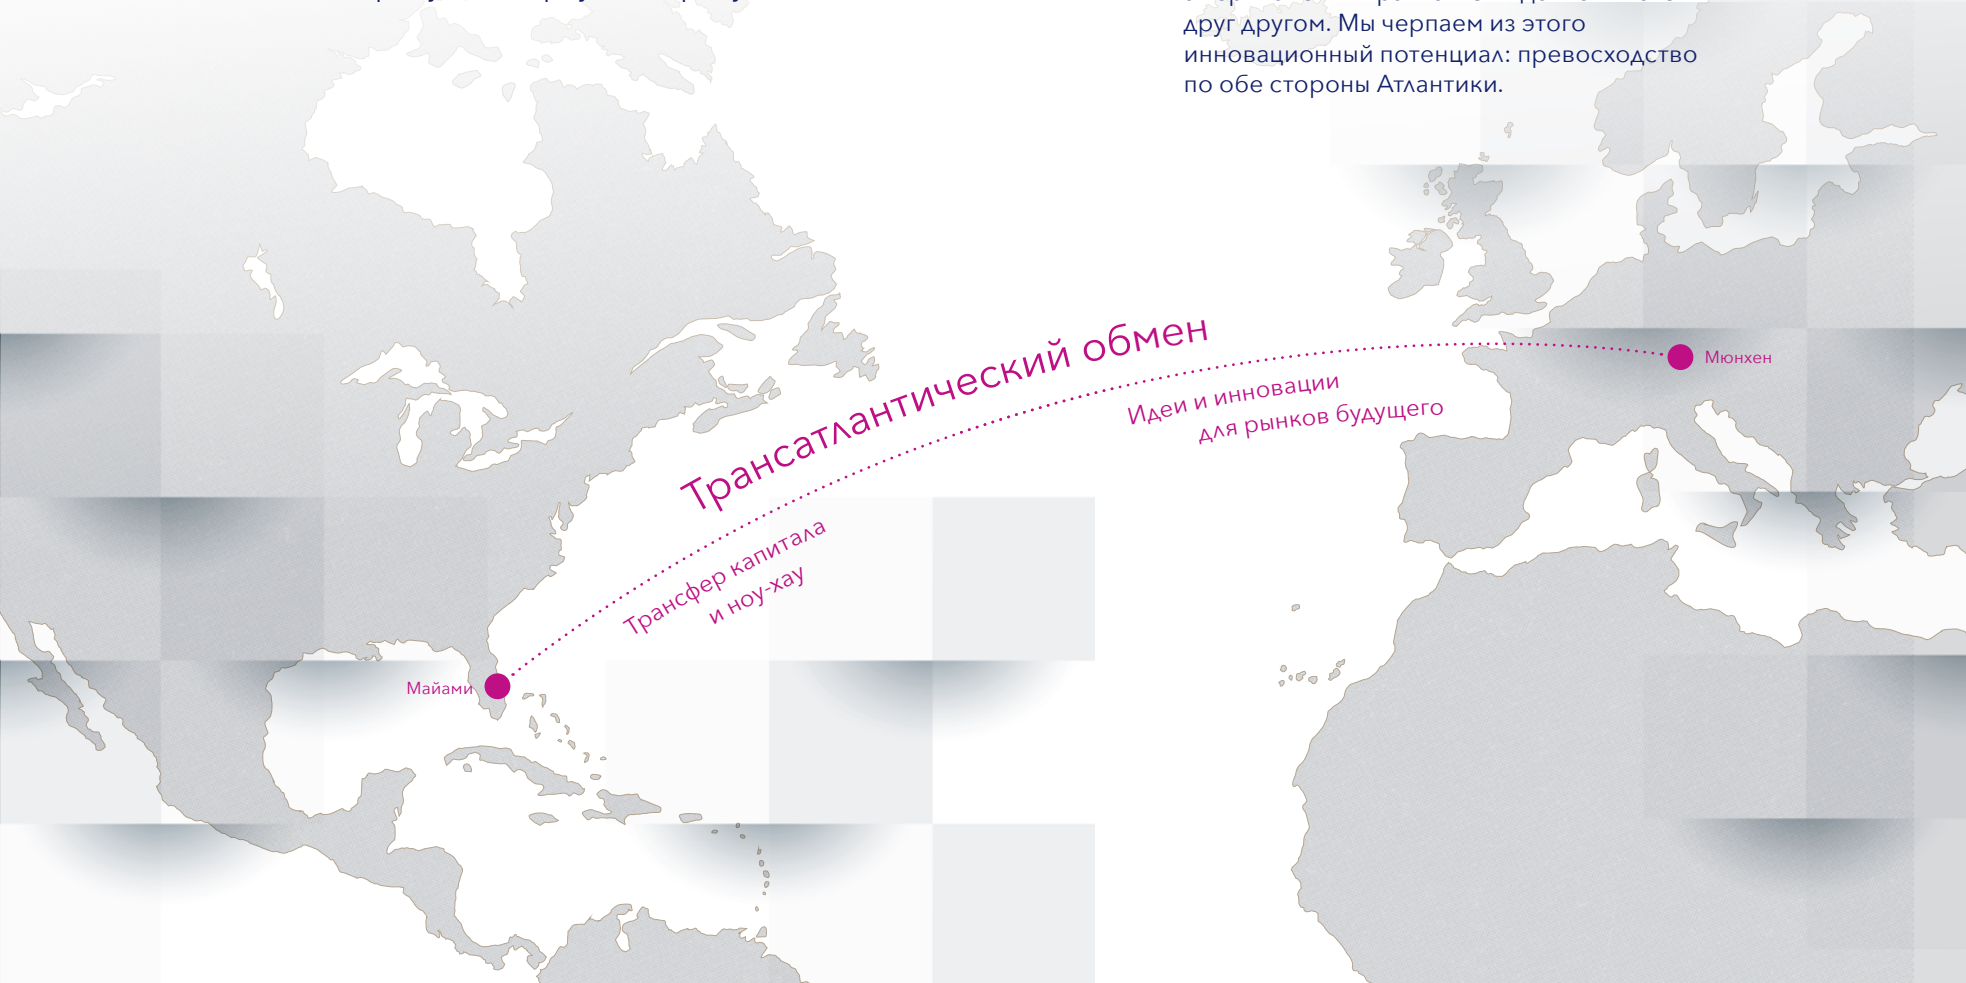 друг другом. Мы черпаем из этого
инновационный потенциал: превосходство
по обе стороны Атлантики.
Трансатлантический обмен
Мюнхен
Идеи и инновации
для рынков будущего
Трансфер капитала
и ноу-хау
Майами